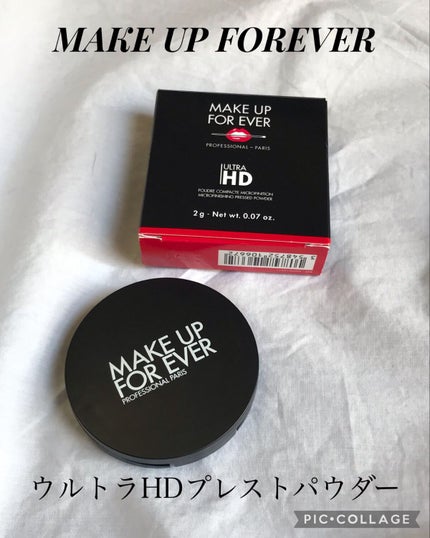 MAKE UP FOREVER
MAKE UP
FOR EVER
PROFESSIONAL – PARIS
ULTRA
HD
POUDRE COMPACTE MICROFINITION
MICROFINISHING PRESSED POWDER
2g - Net wt. 0.07 oz.
3548752106672
MAKE UP
FOR EVER
PROFESSIONAL PARIS
ウルトラHDプレストパウダー
PIC•COLLAGE